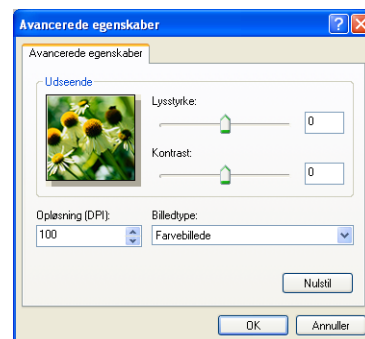 Avancerede egenskaber
Avancerede egenskaber
Udseende
Lysstyrke:
0
Kontrast:
0
Opløsning (DPI): Billedtype:
100 Farvebillede
Nulstil
OK Annuller